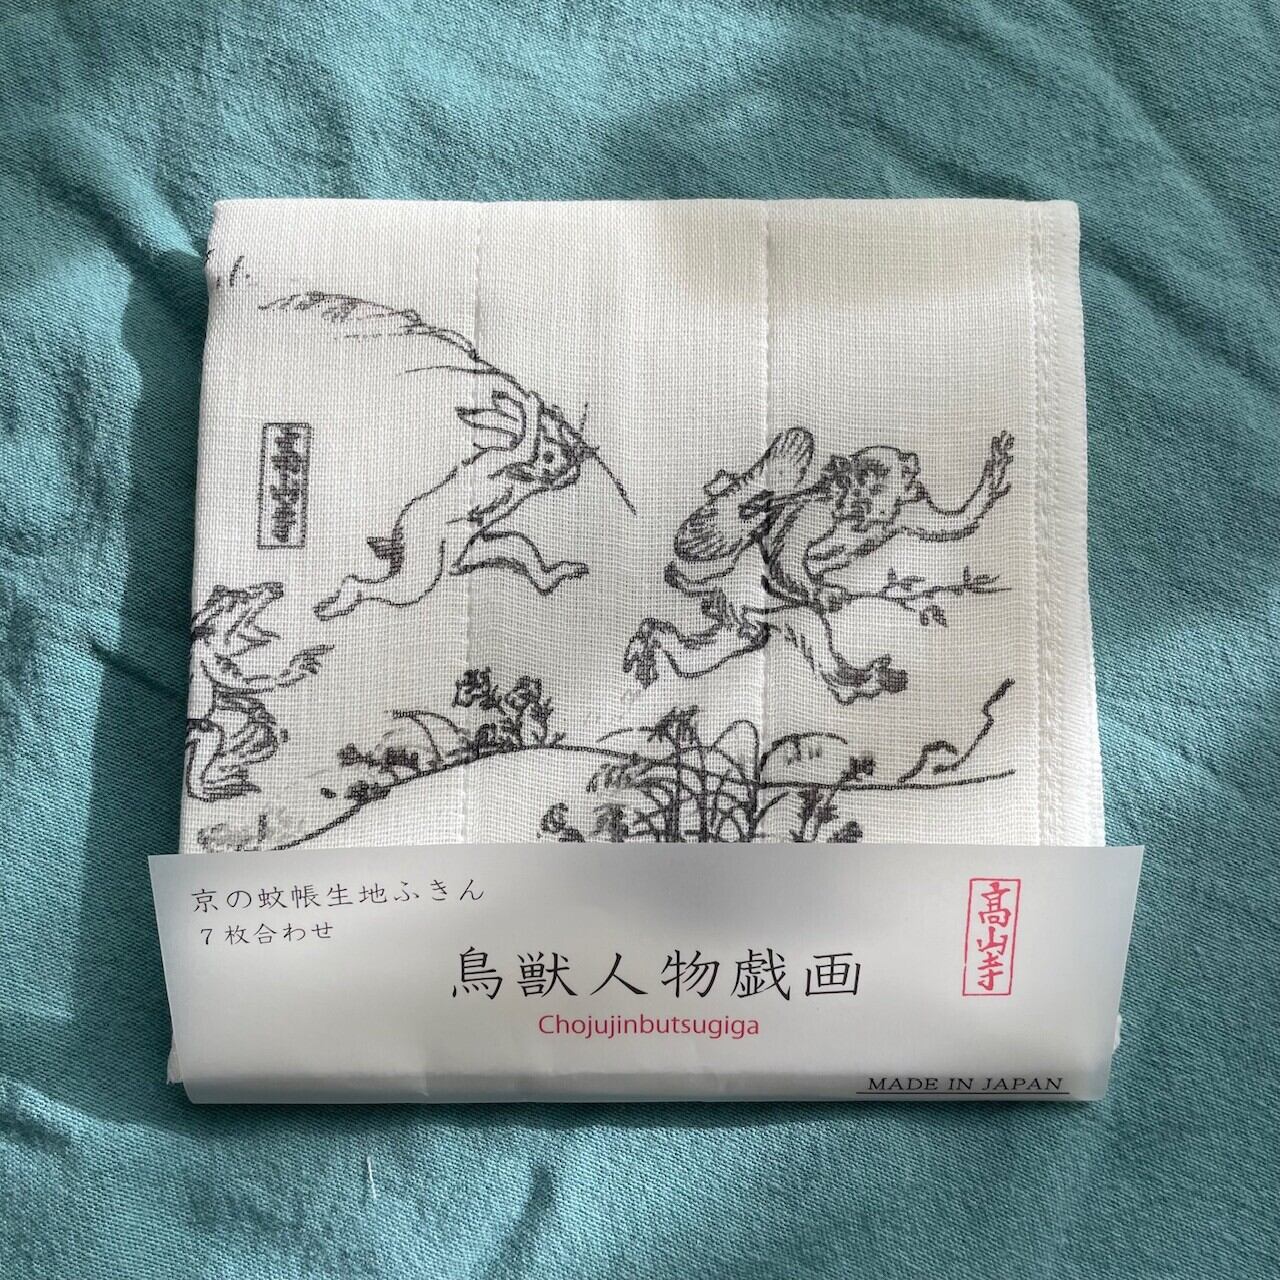 高山寺
京の蚊帳生地ふきん
7枚合わせ
鳥獣人物戯画
Chojujinbutsugiga
高山寺
MADE IN JAPAN